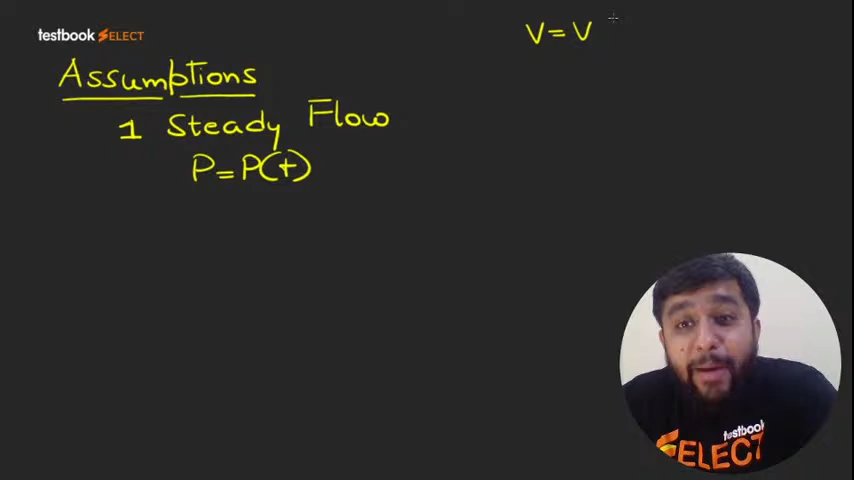 testbook SELECT
V = V
Assumptions
1 Steady Flow
P = P(t)
testbook
SELECT